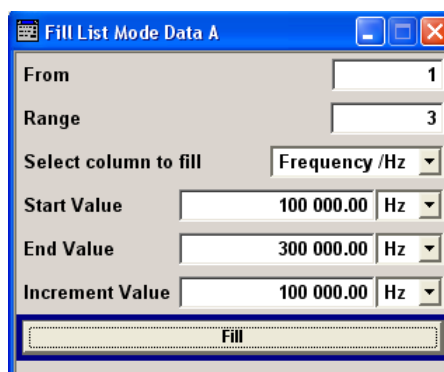 Fill List Mode Data A
From 1
Range 3
Select column to fill Frequency /Hz
Start Value 100 000.00 Hz
End Value 300 000.00 Hz
Increment Value 100 000.00 Hz
Fill